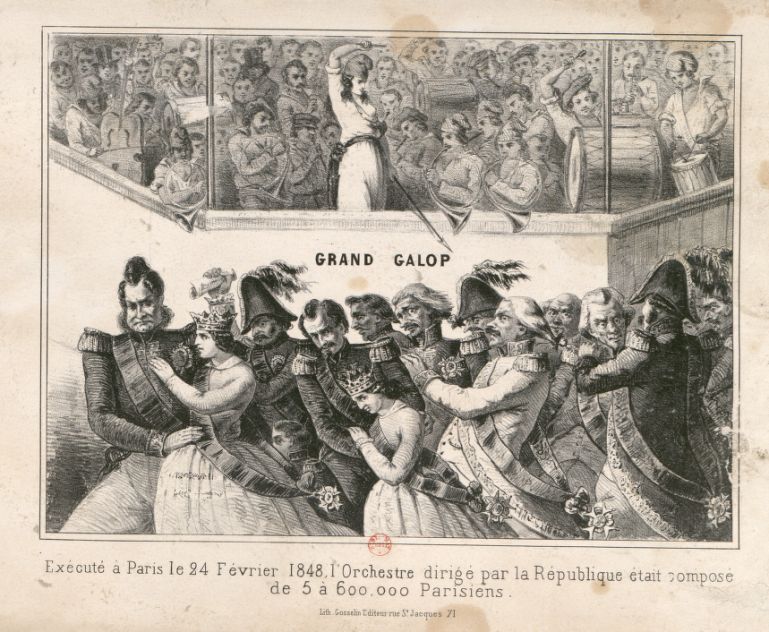 GRAND GALOP
Exécuté à Paris le 24 Février 1848, l'Orchestre dirigé par la République était composé
de 5 à 600.000 Parisiens.
Lith. Gosselin Editeur rue St Jacques 71